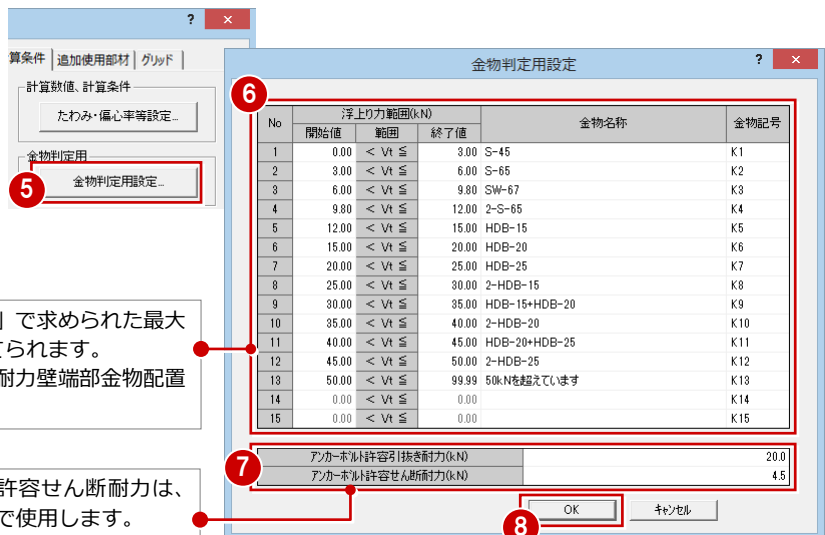 ? ×
算条件 追加使用部材 グリッド
計算数値、計算条件
たわみ・偏心率等設定...
金物判定用
5 金物判定用設定...
」で求められた最大
てられます。
耐力壁端部金物配置
許容せん断耐力は、
で使用します。
金物判定用設定 ? ×
6
No 浮上り力範囲(kN) 金物名称 金物記号
開始値 範囲 終了値
1 0.00 < Vt ≦ 3.00 S-45 K1
2 3.00 < Vt ≦ 6.00 S-65 K2
3 6.00 < Vt ≦ 9.80 SW-67 K3
4 9.80 < Vt ≦ 12.00 2-S-65 K4
5 12.00 < Vt ≦ 15.00 HDB-15 K5
6 15.00 < Vt ≦ 20.00 HDB-20 K6
7 20.00 < Vt ≦ 25.00 HDB-25 K7
8 25.00 < Vt ≦ 30.00 2-HDB-15 K8
9 30.00 < Vt ≦ 35.00 HDB-15+HDB-20 K9
10 35.00 < Vt ≦ 40.00 2-HDB-20 K10
11 40.00 < Vt ≦ 45.00 HDB-20+HDB-25 K11
12 45.00 < Vt ≦ 50.00 2-HDB-25 K12
13 50.00 < Vt ≦ 99.99 50kNを超えています K13
14 0.00 < Vt ≦ 0.00 K14
15 0.00 < Vt ≦ 0.00 K15
7
アンカーボルト許容引抜き耐力(kN) 20.0
アンカーボルト許容せん断耐力(kN) 4.5
8 OK キャンセル